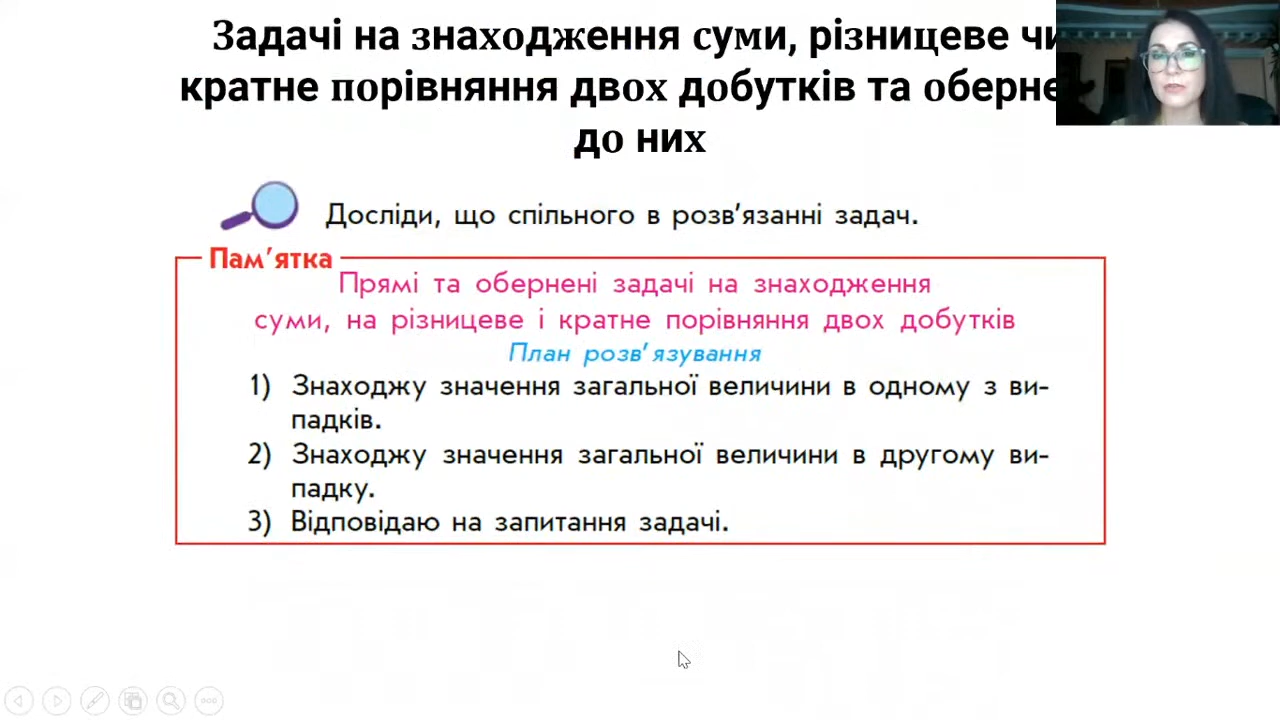 Задачі на знаходження суми, різницеве чи
кратне порівняння двох добутків та оберне
до них
Досліди, що спільного в розв’язанні задач.
Пам’ятка
Прямі та обернені задачі на знаходження
суми, на різницеве і кратне порівняння двох добутків
План розв’язування
1) Знаходжу значення загальної величини в одному з ви-
падків.
2) Знаходжу значення загальної величини в другому ви-
падку.
3) Відповідаю на запитання задачі.